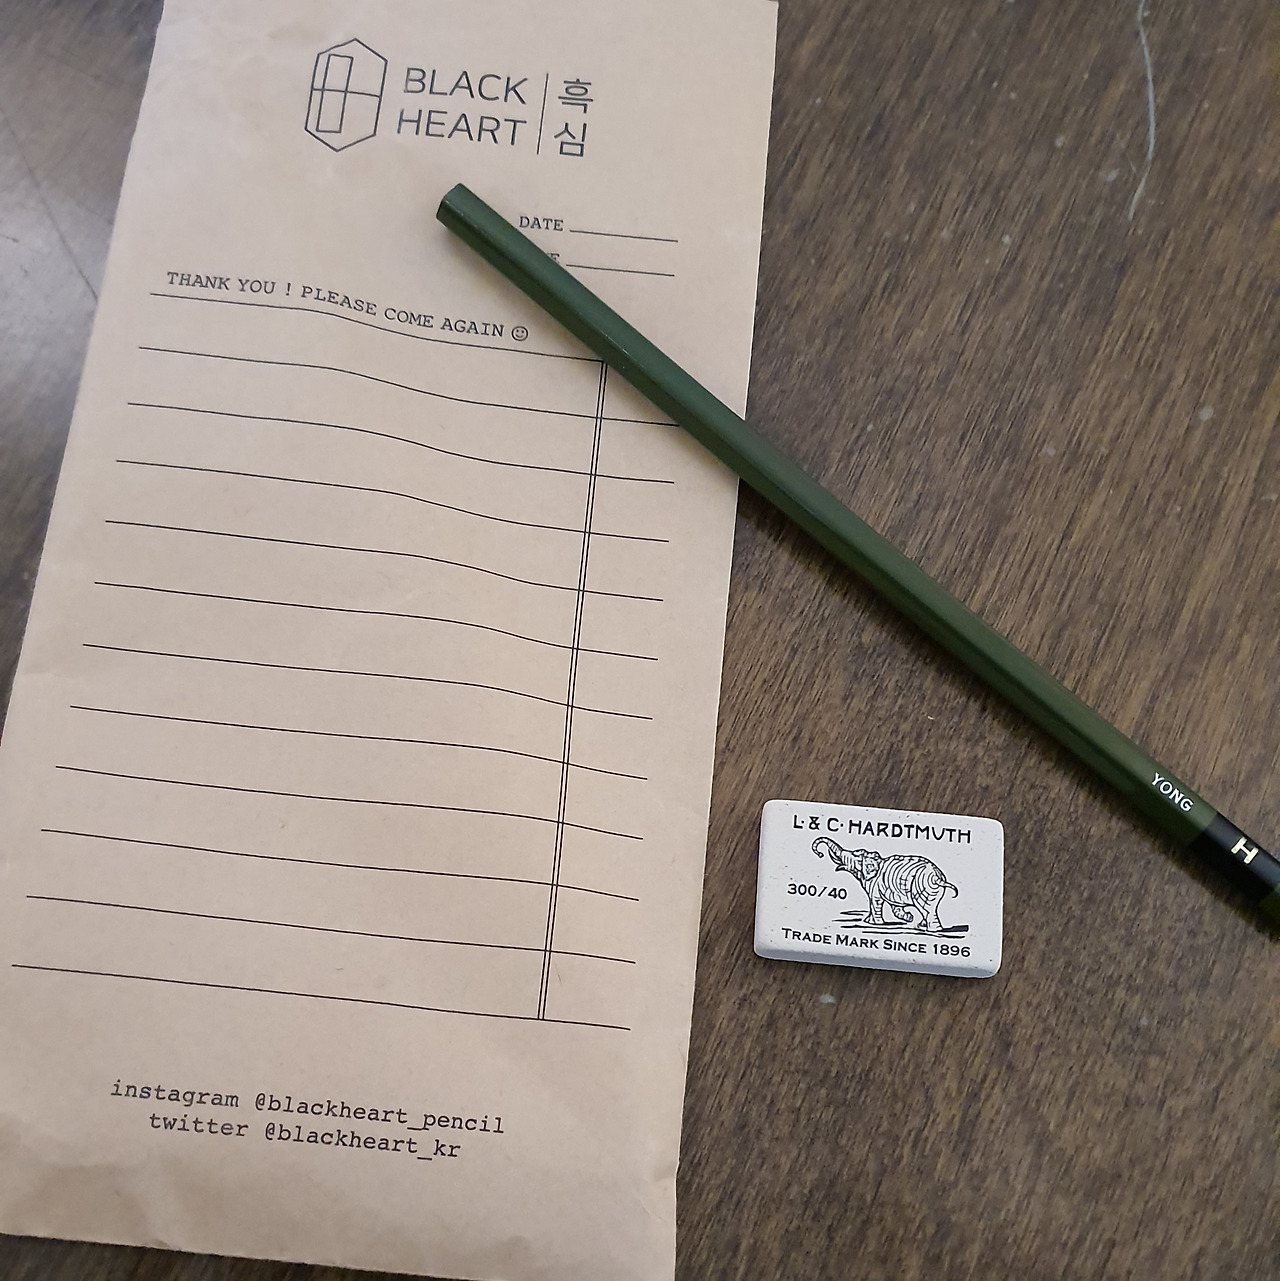 BLACK
HEART
흑
심
DATE
THANK YOU ! PLEASE COME AGAIN ☺
YONG
H
L·& C·HARDTMUTH
300/40
TRADE MARK SINCE 1896
instagram @blackheart_pencil
twitter @blackheart_kr